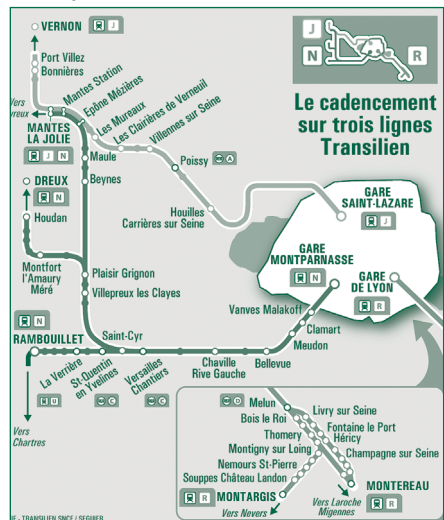 VERNON J
Port Villez
Bonnières
Vers
Evreux
Mantes Station
Epône Mézières
Les Mureaux
Les Clairières de Verneuil
Villennes sur Seine
MANTES
LA JOLIE
J N
J
N
R
Le cadencement
sur trois lignes
Transilien
Poissy A
Maule
Beynes
DREUX
N
Houdan
Houilles
Carrières sur Seine
GARE
SAINT-LAZARE
J
GARE
MONTPARNASSE
N
GARE
DE LYON
R
Montfort
l'Amaury
Méré
Plaisir Grignon
Villepreux les Clayes
Vanves Malakoff
Clamart
Meudon
N
RAMBOUILLET
Saint-Cyr
La Verrière
U
St-Quentin
en Yvelines
C
Versailles
Chantiers
C
Chaville
Rive Gauche
Bellevue
Vers
Chartres
D Melun
Bois le Roi
Thomery
Montigny sur Loing
Nemours St-Pierre
Souppes Château Landon
R MONTARGIS
Vers Nevers
Livry sur Seine
Fontaine le Port
Héricy
Champagne sur Seine
MONTEREAU
R
Vers Laroche
Migennes
IF - TRANSILIEN SNCF / SEGUIER